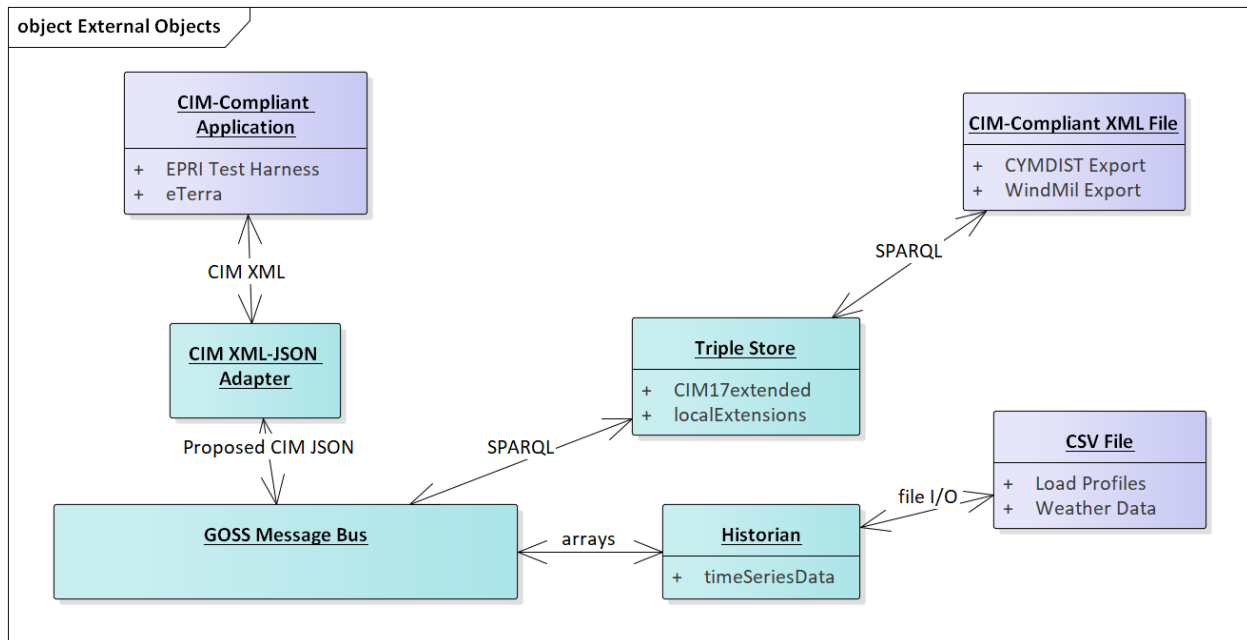 object External Objects
CIM-Compliant
Application
+ EPRI Test Harness
+ eTerra
CIM-Compliant XML File
+ CYMDIST Export
+ WindMil Export
SPARQL
CIM XML
CIM XML-JSON
Adapter
Triple Store
+ CIM17extended
+ localExtensions
Proposed CIM JSON
SPARQL
CSV File
+ Load Profiles
+ Weather Data
file I/O
GOSS Message Bus
arrays
Historian
+ timeSeriesData